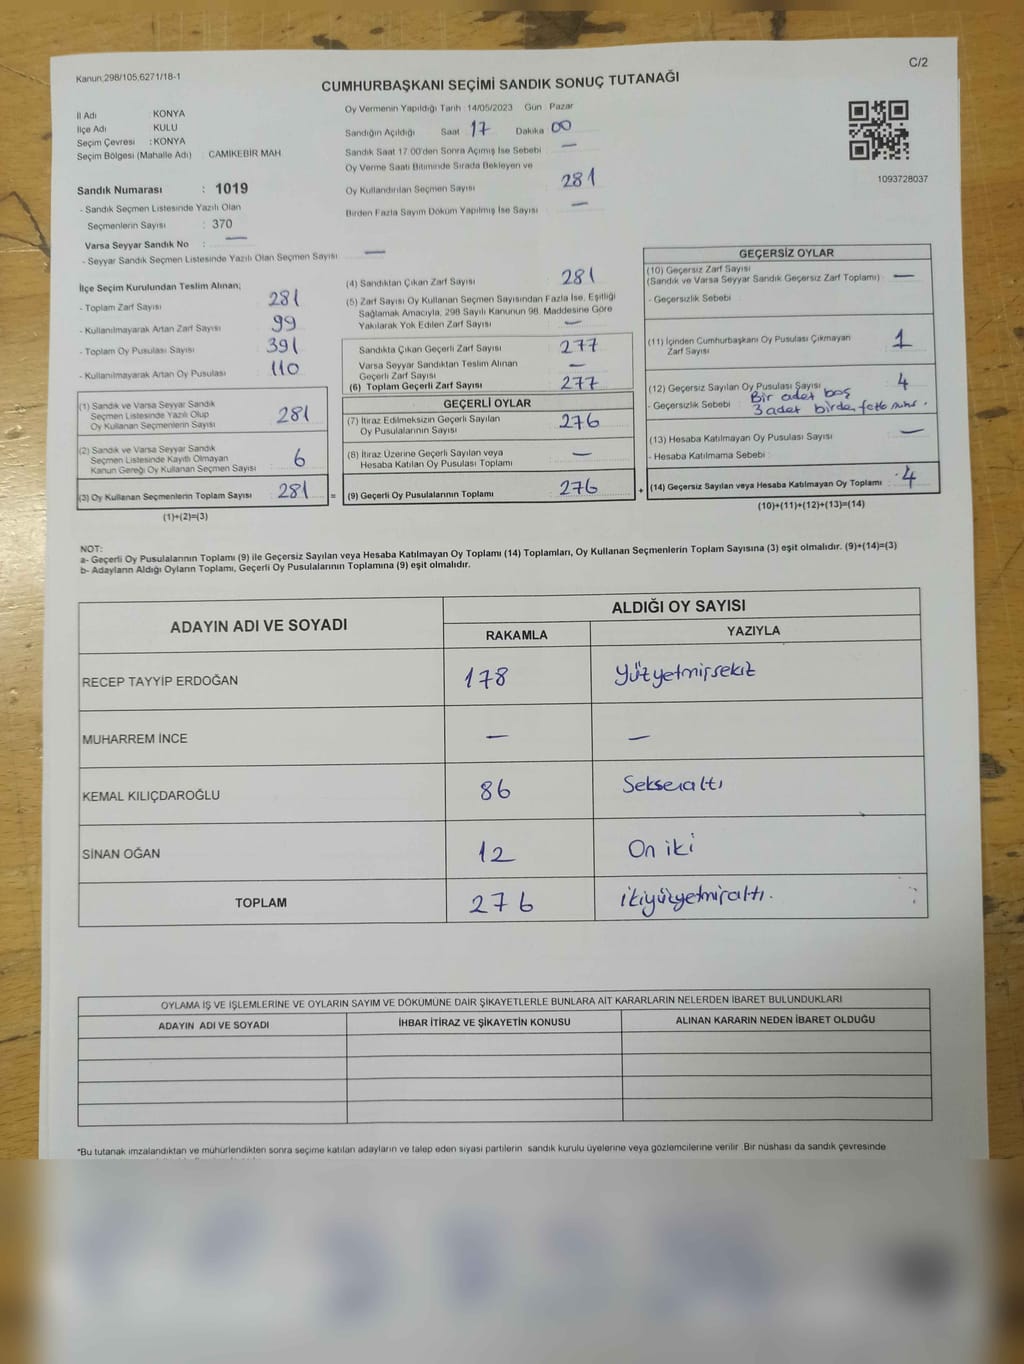 Kanun:298/105,6271/18-1
C/2
CUMHURBAŞKANI SEÇİMİ SANDIK SONUÇ TUTANAĞI
İl Adı KONYA
İlçe Adı KULU
Seçim Çevresi : KONYA
Seçim Bölgesi (Mahalle Adı) : CAMIKEBİR MAH
Sandık Numarası : 1019
- Sandık Seçmen Listesinde Yazılı Olan
Seçmenlerin Sayısı : 370
Varsa Seyyar Sandık No : —
- Seyyar Sandık Seçmen Listesinde Yazılı Olan Seçmen Sayısı —
Oy Vermenin Yapıldığı Tarih 14/05/2023 Gün Pazar
Sandığın Açıldığı Saat 17 Dakika 00
Sandık Saat 17.00'den Sonra Açımış İse Sebebi —
Oy Verme Saati Bitiminde Sırada Bekleyen ve
Oy Kullandırılan Seçmen Sayısı 281
Birden Fazla Sayım Döküm Yapılmış İse Sayısı —
1093728037
İlçe Seçim Kurulundan Teslim Alınan;
- Toplam Zarf Sayısı 281
- Kullanılmayarak Artan Zarf Sayısı 99
- Toplam Oy Pusulası Sayısı 391
- Kullanılmayarak Artan Oy Pusulası 110
(1) Sandık ve Varsa Seyyar Sandık
Seçmen Listesinde Yazılı Olup
Oy Kullanan Seçmenlerin Sayısı 281
(2) Sandık ve Varsa Seyyar Sandık
Seçmen Listesinde Kayıtlı Olmayan
Kanun Gereği Oy Kullanan Seçmen Sayısı 6
(3) Oy Kullanan Seçmenlerin Toplam Sayısı 281 =
(1)+(2)=(3)
(4) Sandıktan Çıkan Zarf Sayısı 281
(5) Zarf Sayısı Oy Kullanan Seçmen Sayısından Fazla İse, Eşitliği
Sağlamak Amacıyla, 298 Sayılı Kanunun 98. Maddesine Göre
Yakılarak Yok Edilen Zarf Sayısı —
Sandıkta Çıkan Geçerli Zarf Sayısı 277
Varsa Seyyar Sandıktan Teslim Alınan
Geçerli Zarf Sayısı —
(6) Toplam Geçerli Zarf Sayısı 277
GEÇERLİ OYLAR
(7) İtiraz Edilmeksizin Geçerli Sayılan
Oy Pusulalarının Sayısı 276
(8) İtiraz Üzerine Geçerli Sayılan veya
Hesaba Katılan Oy Pusulası Toplamı —
(9) Geçerli Oy Pusulalarının Toplamı 276 +
GEÇERSİZ OYLAR
(10) Geçersiz Zarf Sayısı
(Sandık ve Varsa Seyyar Sandık Geçersiz Zarf Toplamı) —
- Geçersizlik Sebebi
(11) İçinden Cumhurbaşkanı Oy Pusulası Çıkmayan
Zarf Sayısı 1
(12) Geçersiz Sayılan Oy Pusulası Sayısı 4
- Geçersizlik Sebebi Bir adet boş
3 adet birden
(13) Hesaba Katılmayan Oy Pusulası Sayısı —
- Hesaba Katılmama Sebebi
(14) Geçersiz Sayılan veya Hesaba Katılmayan Oy Toplamı 4
(10)+(11)+(12)+(13)=(14)
NOT:
a- Geçerli Oy Pusulalarının Toplamı (9) ile Geçersiz Sayılan veya Hesaba Katılmayan Oy Toplamı (14) Toplamları, Oy Kullanan Seçmenlerin Toplam Sayısına (3) eşit olmalıdır. (9)+(14)=(3)
b- Adayların Aldığı Oyların Toplamı, Geçerli Oy Pusulalarının Toplamına (9) eşit olmalıdır.
ADAYIN ADI VE SOYADI
ALDIĞI OY SAYISI
RAKAMLA YAZIYLA
RECEP TAYYİP ERDOĞAN 178 Yüzyetmişsekiz
MUHARREM İNCE — —
KEMAL KILIÇDAROĞLU 86 Seksenaltı
SİNAN OĞAN 12 On iki
TOPLAM 276 ikiyüzyetmişaltı.
OYLAMA İŞ VE İŞLEMLERİNE VE OYLARIN SAYIM VE DÖKÜMÜNE DAİR ŞİKAYETLERLE BUNLARA AİT KARARLARIN NELERDEN İBARET BULUNDUKLARI
ADAYIN ADI VE SOYADI İHBAR İTİRAZ VE ŞİKAYETİN KONUSU ALINAN KARARIN NEDEN İBARET OLDUĞU
*Bu tutanak imzalandıktan ve mühürlendikten sonra seçime katılan adayların ve talep eden siyasi partilerin sandık kurulu üyelerine veya gözlemcilerine verilir. Bir nüshası da sandık çevresinde